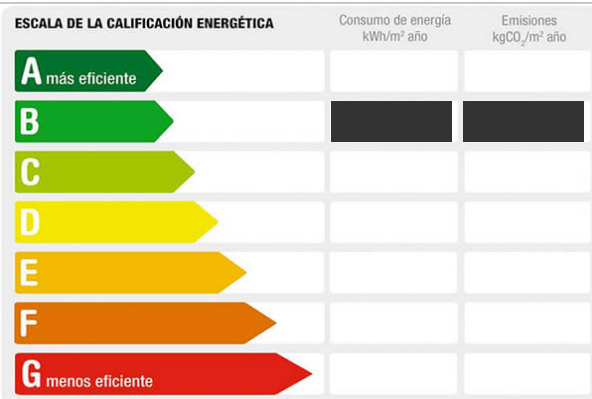 ESCALA DE LA CALIFICACIÓN ENERGÉTICA
Consumo de energía
kWh/m² año
Emisiones
kgCO₂/m² año
A más eficiente
B
C
D
E
F
G menos eficiente